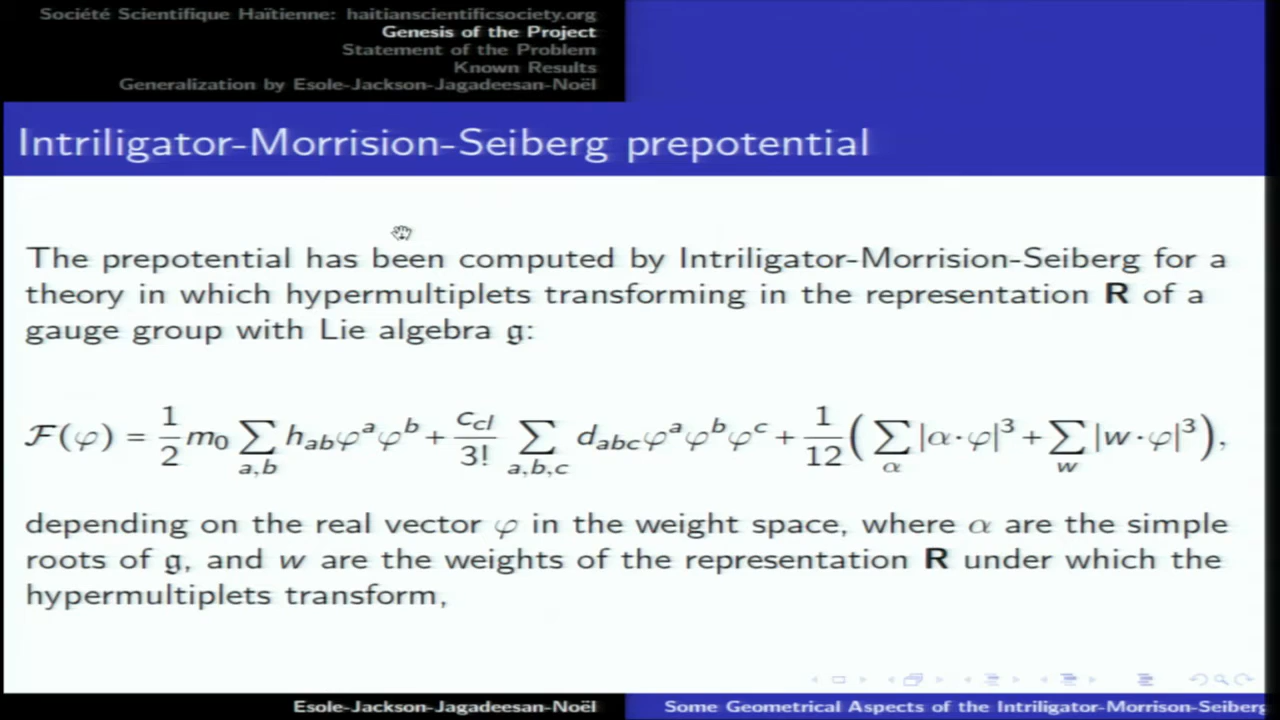 Société Scientifique Haïtienne: haitianscientificsociety.org
Genesis of the Project
Statement of the Problem
Known Results
Generalization by Esole-Jackson-Jagadeesan-Noël
Intriligator-Morrision-Seiberg prepotential
The prepotential has been computed by Intriligator-Morrision-Seiberg for a
theory in which hypermultiplets transforming in the representation R of a
gauge group with Lie algebra 𝔤:
ℱ(φ) = 1/2 m₀ ∑_{a,b} h_{ab}φ^aφ^b + c_{cl}/3! ∑_{a,b,c} d_{abc}φ^aφ^bφ^c + 1/12 ( ∑_α |α·φ|³ + ∑_w |w·φ|³ ),
depending on the real vector φ in the weight space, where α are the simple
roots of 𝔤, and w are the weights of the representation R under which the
hypermultiplets transform,
Esole-Jackson-Jagadeesan-Noël
Some Geometrical Aspects of the Intriligator-Morrison-Seiberg